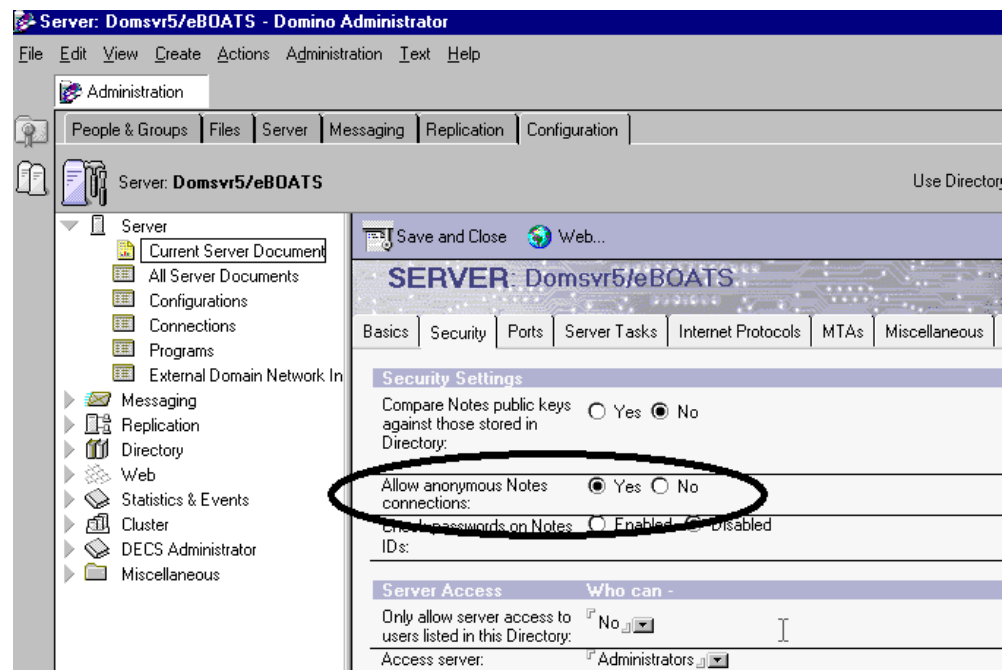 Server: Domsvr5/eBOATS - Domino Administrator
File Edit View Create Actions Administration Text Help
Administration
People & Groups Files Server Messaging Replication Configuration
Server: Domsvr5/eBOATS
Use Directory
Server
Current Server Document
All Server Documents
Configurations
Connections
Programs
External Domain Network In
Messaging
Replication
Directory
Web
Statistics & Events
Cluster
DECS Administrator
Miscellaneous
Save and Close Web...
SERVER: Domsvr5/eBOATS
Basics Security Ports Server Tasks Internet Protocols MTAs Miscellaneous
Security Settings
Compare Notes public keys Yes No
against those stored in
Directory:
Allow anonymous Notes Yes No
connections:
Check passwords on Notes Enabled Disabled
IDs:
Server Access Who can -
Only allow server access to No
users listed in this Directory:
Access server: Administrators